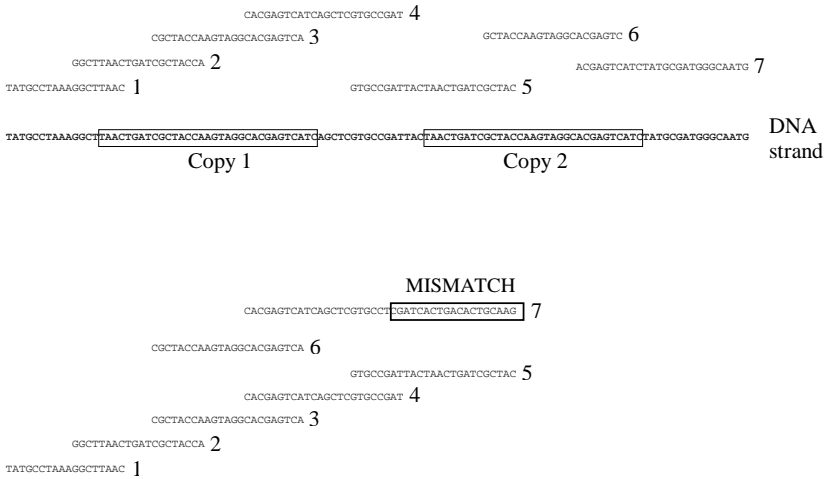 CACGAGTCATCAGCTCGTGCCGAT 4
CGCTACCAAGTAGGCACGAGTCA 3
GCTACCAAGTAGGCACGAGTC 6
GGCTTAACTGATCGCTACCA 2
ACGAGTCATCTATGCGATGGGCAATG 7
TATGCCTAAAGGCTTAAC 1
GTGCCGATTACTAACTGATCGCTAC 5
TATGCCTAAAGGCTTAACTGATCGCTACCAAGTAGGCACGAGTCATCAGCTCGTGCCGATTACTAACTGATCGCTACCAAGTAGGCACGAGTCATCTATGCGATGGGCAATG
DNA strand
Copy 1
Copy 2
MISMATCH
CACGAGTCATCAGCTCGTGCCTCGATCACTGACACTGCAAG 7
CGCTACCAAGTAGGCACGAGTCA 6
GTGCCGATTACTAACTGATCGCTAC 5
CACGAGTCATCAGCTCGTGCCGAT 4
CGCTACCAAGTAGGCACGAGTCA 3
GGCTTAACTGATCGCTACCA 2
TATGCCTAAAGGCTTAAC 1